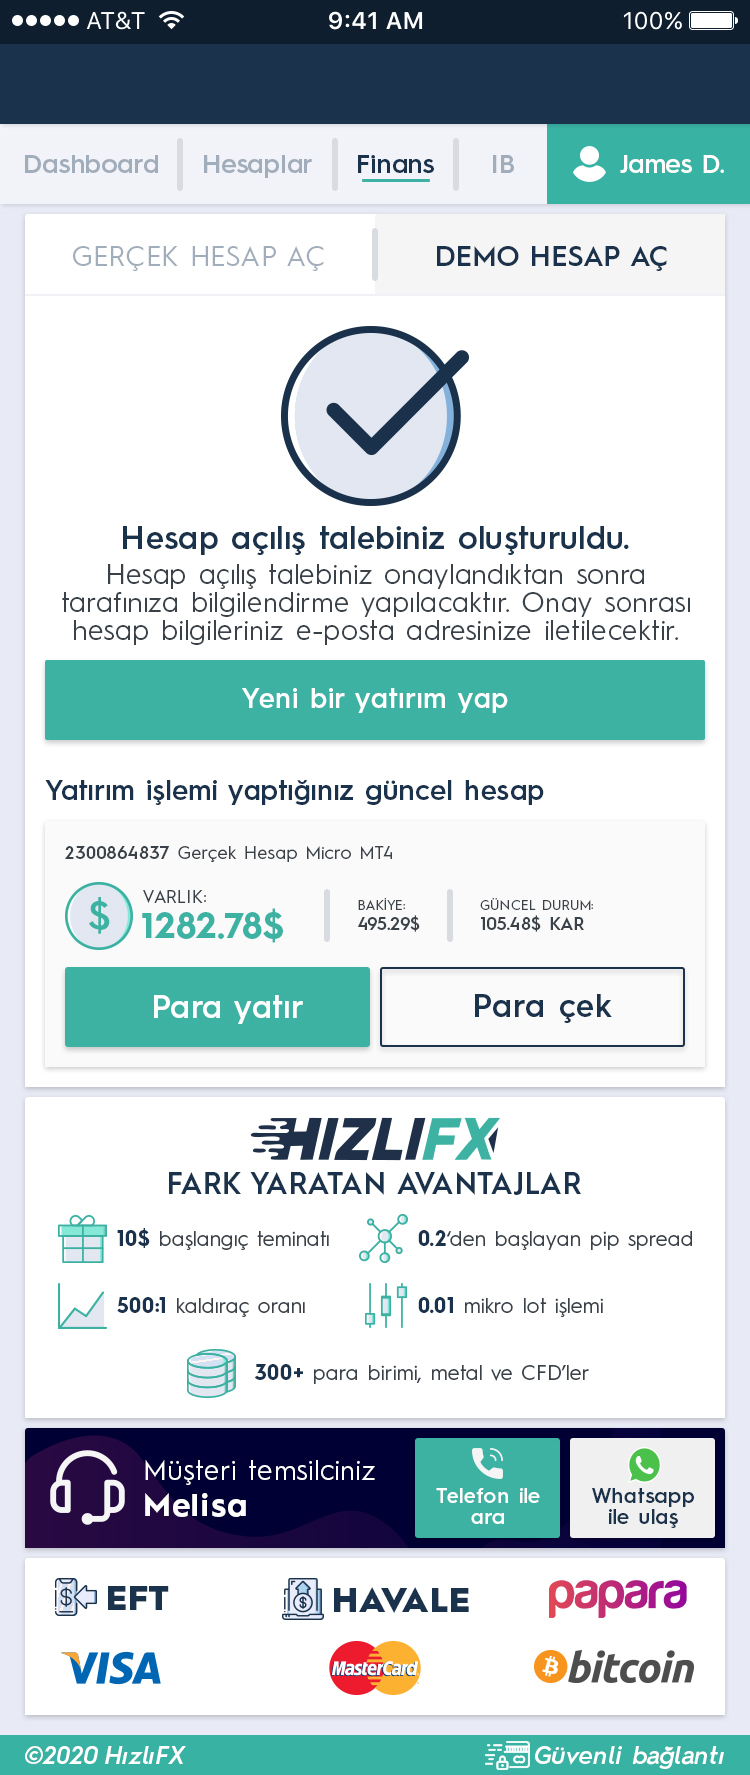 AT&T 9:41 AM 100%
Dashboard Hesaplar Finans IB James D.
GERÇEK HESAP AÇ DEMO HESAP AÇ
Hesap açılış talebiniz oluşturuldu.
Hesap açılış talebiniz onaylandıktan sonra
tarafınıza bilgilendirme yapılacaktır. Onay sonrası
hesap bilgileriniz e-posta adresinize iletilecektir.
Yeni bir yatırım yap
Yatırım işlemi yaptığınız güncel hesap
2300864837 Gerçek Hesap Micro MT4
$ VARLIK:
1282.78$
BAKİYE:
495.29$
GÜNCEL DURUM:
105.48$ KAR
Para yatır Para çek
HIZLIFX
FARK YARATAN AVANTAJLAR
10$ başlangıç teminatı 0.2'den başlayan pip spread
500:1 kaldıraç oranı 0.01 mikro lot işlemi
300+ para birimi, metal ve CFD'ler
Müşteri temsilciniz
Melisa
Telefon ile
ara
Whatsapp
ile ulaş
EFT HAVALE papara
VISA MasterCard bitcoin
©2020 HızlıFX Güvenli bağlantı